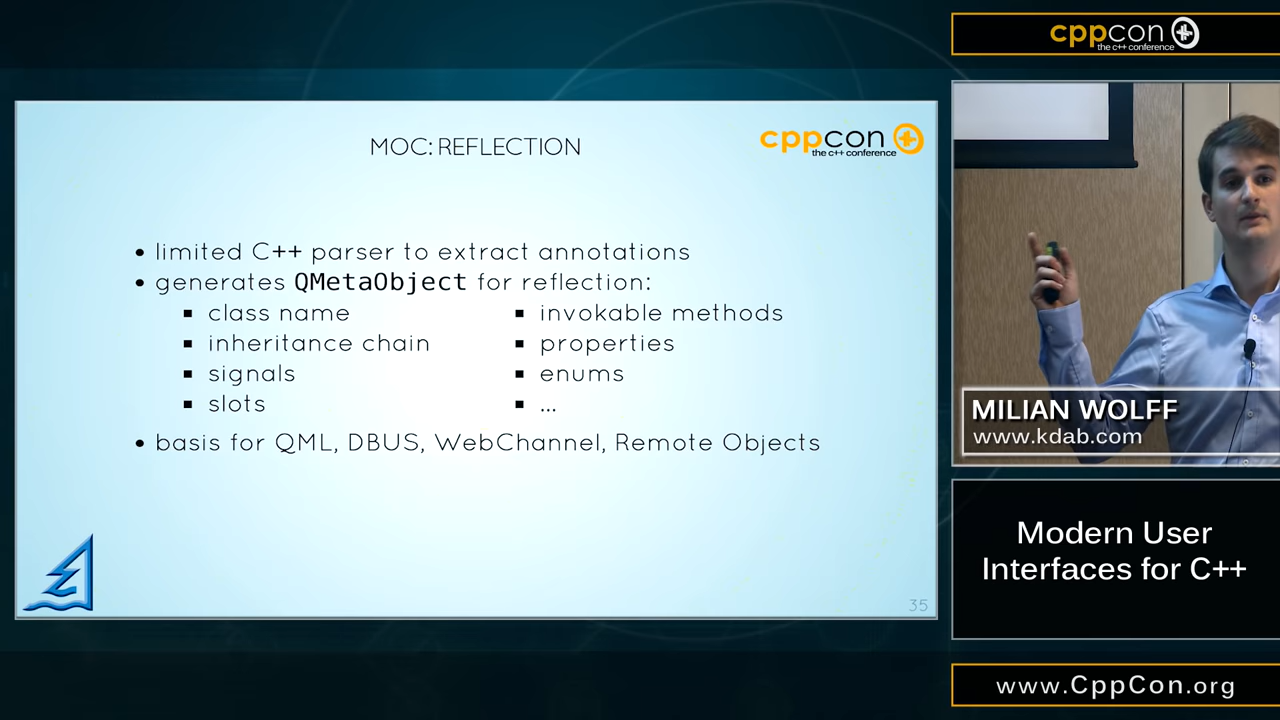 MOC: REFLECTION
cppcon
the c++ conference
• limited C++ parser to extract annotations
• generates QMetaObject for reflection:
▪ class name
▪ inheritance chain
▪ signals
▪ slots
▪ invokable methods
▪ properties
▪ enums
▪ ...
• basis for QML, DBUS, WebChannel, Remote Objects
35
cppcon
the c++ conference
MILIAN WOLFF
www.kdab.com
Modern User
Interfaces for C++
www.CppCon.org